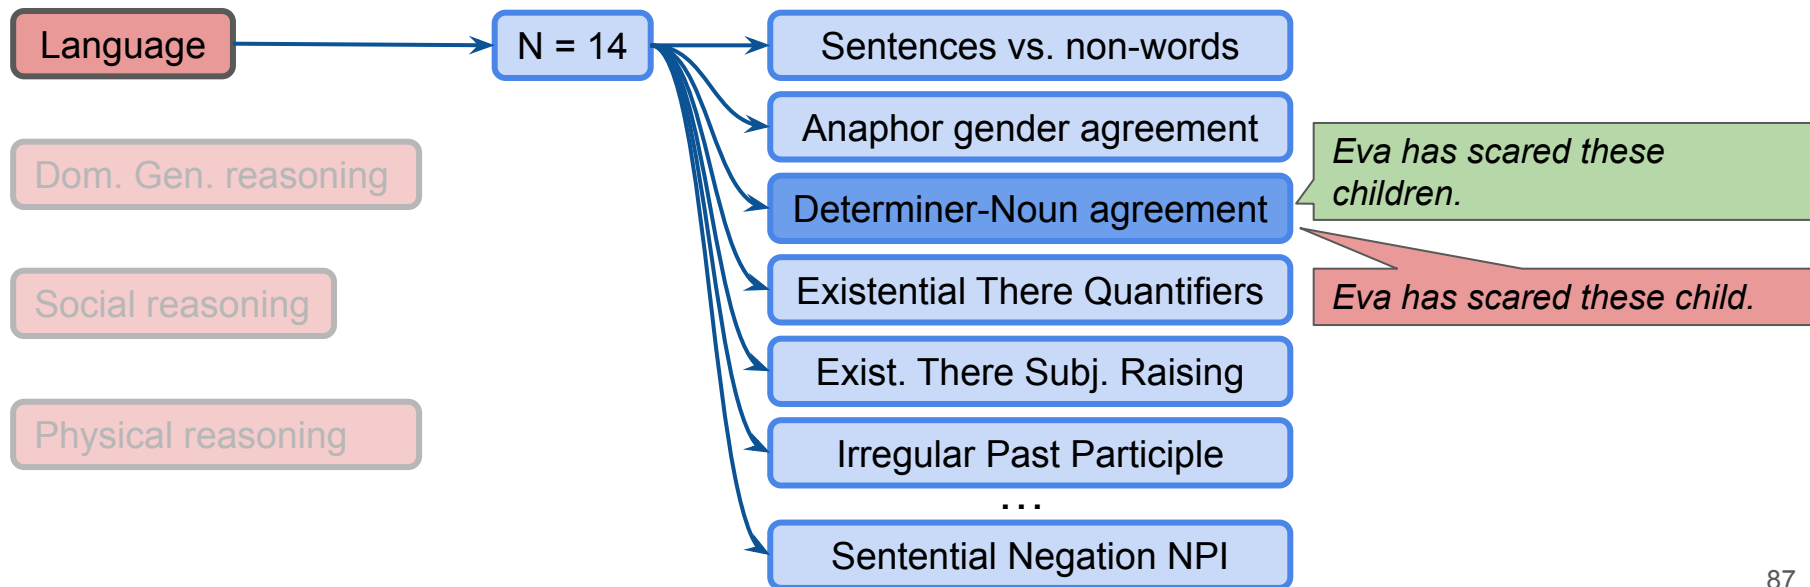 Language
N = 14
Sentences vs. non-words
Anaphor gender agreement
Dom. Gen. reasoning
Eva has scared these
children.
Determiner-Noun agreement
Social reasoning
Existential There Quantifiers
Eva has scared these child.
Exist. There Subj. Raising
Physical reasoning
Irregular Past Participle
...
Sentential Negation NPI
87